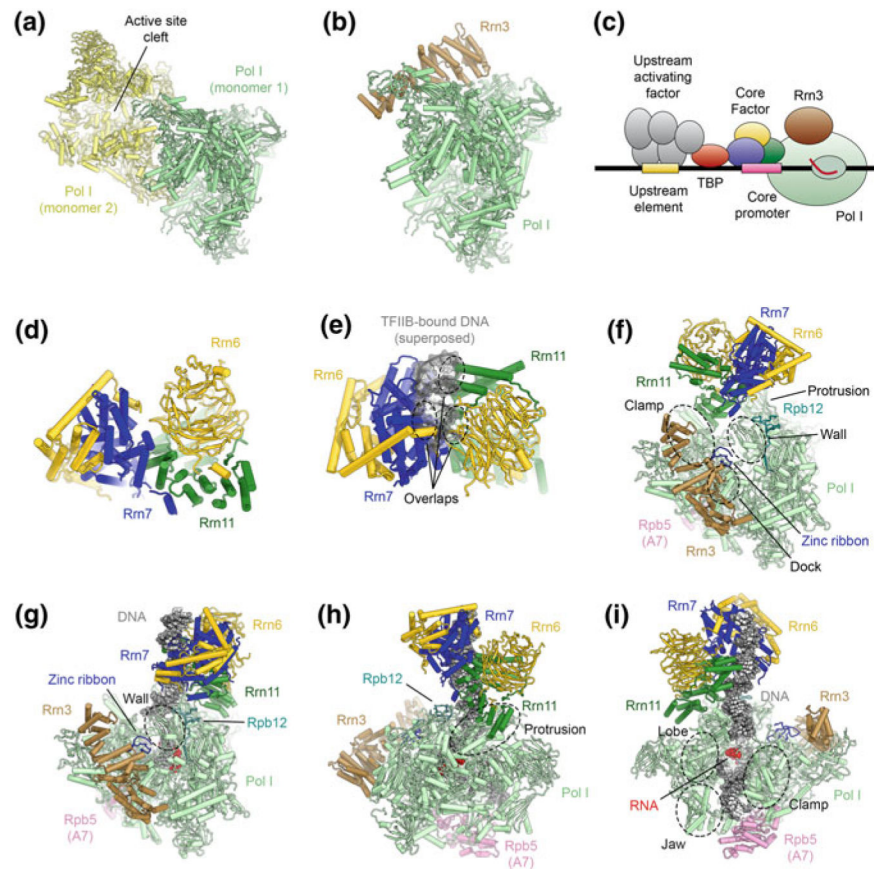 (a)
Active site
cleft
Pol I
(monomer 1)
Pol I
(monomer 2)
(b)
Rrn3
Pol I
(c)
Upstream
activating
factor
Core
Factor
Rrn3
TBP
Upstream
element
Core
promoter
Pol I
(d)
Rrn6
Rrn7
Rrn11
(e)
TFIIB-bound DNA
(superposed)
Rrn6
Rrn11
Rrn7
Overlaps
(f)
Rrn7
Rrn6
Rrn11
Protrusion
Clamp
Rpb12
Wall
Pol I
Rpb5
(A7)
Rrn3
Zinc ribbon
Dock
(g)
DNA
Rrn6
Rrn7
Zinc ribbon
Wall
Rrn11
Rrn3
Rpb12
Pol I
Rpb5
(A7)
(h)
Rrn7
Rrn6
Rpb12
Rrn11
Rrn3
Protrusion
Pol I
Rpb5
(A7)
(i)
Rrn7
Rrn6
Rrn11
DNA
Rrn3
Lobe
Pol I
RNA
Clamp
Jaw
Rpb5
(A7)